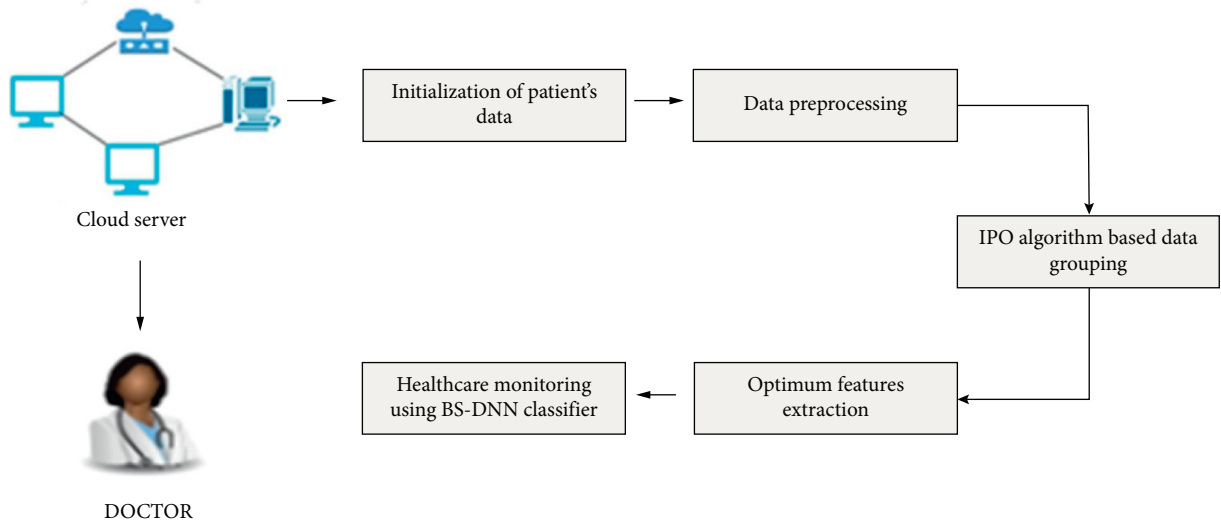 Cloud server
Initialization of patient's
data
Data preprocessing
IPO algorithm based data
grouping
Optimum features
extraction
Healthcare monitoring
using BS-DNN classifier
DOCTOR